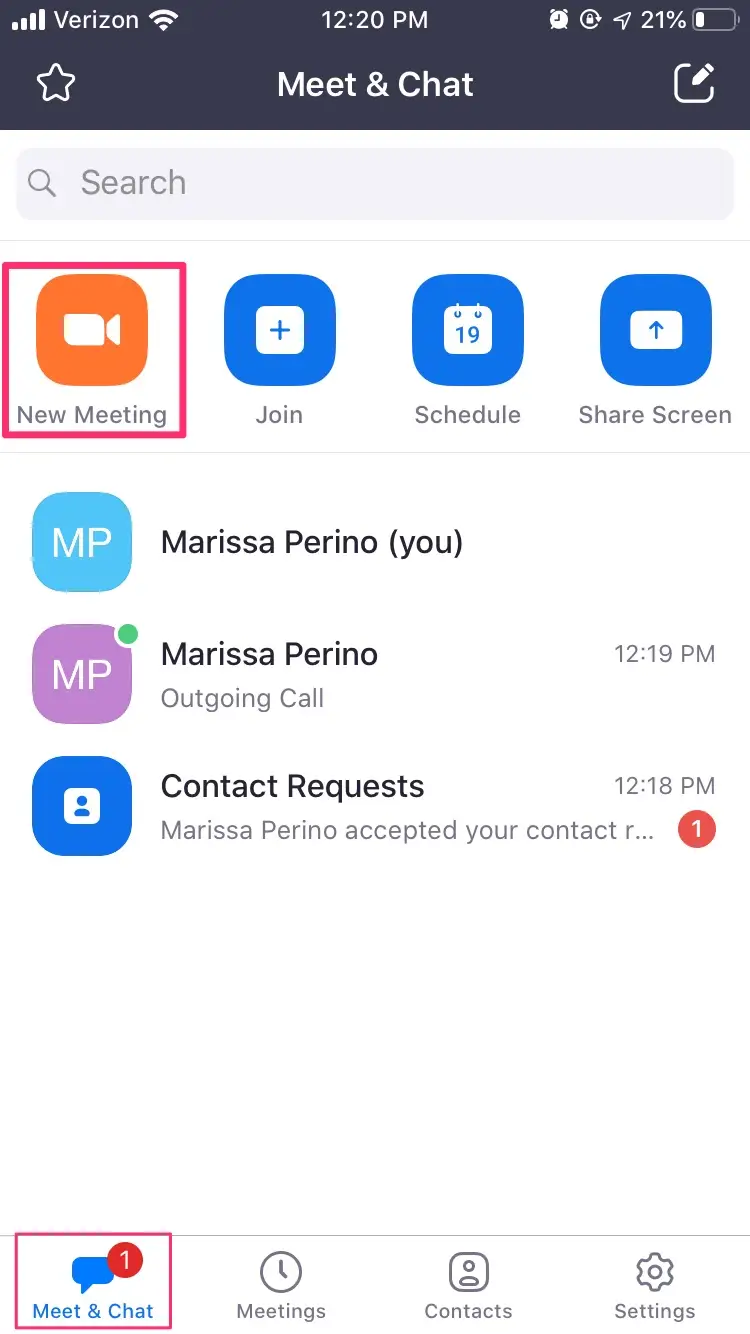 Verizon 12:20 PM 21%
Meet & Chat
Search
19
New Meeting Join Schedule Share Screen
MP Marissa Perino (you)
MP Marissa Perino 12:19 PM
Outgoing Call
Contact Requests 12:18 PM
Marissa Perino accepted your contact r... 1
1
Meet & Chat Meetings Contacts Settings